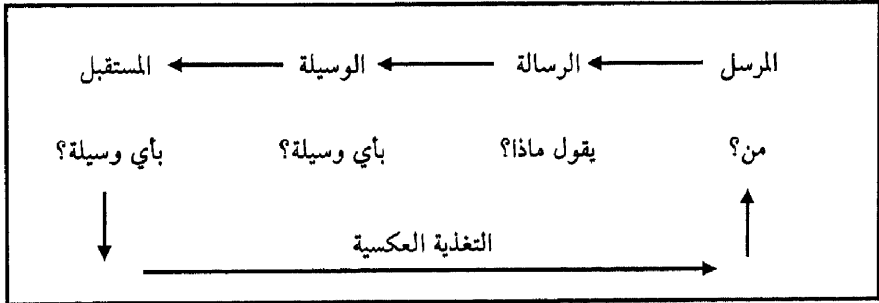 المرسل الرسالة الوسيلة المستقبل
من؟ يقول ماذا؟ بأي وسيلة؟ بأي وسيلة؟
التغذية العكسية